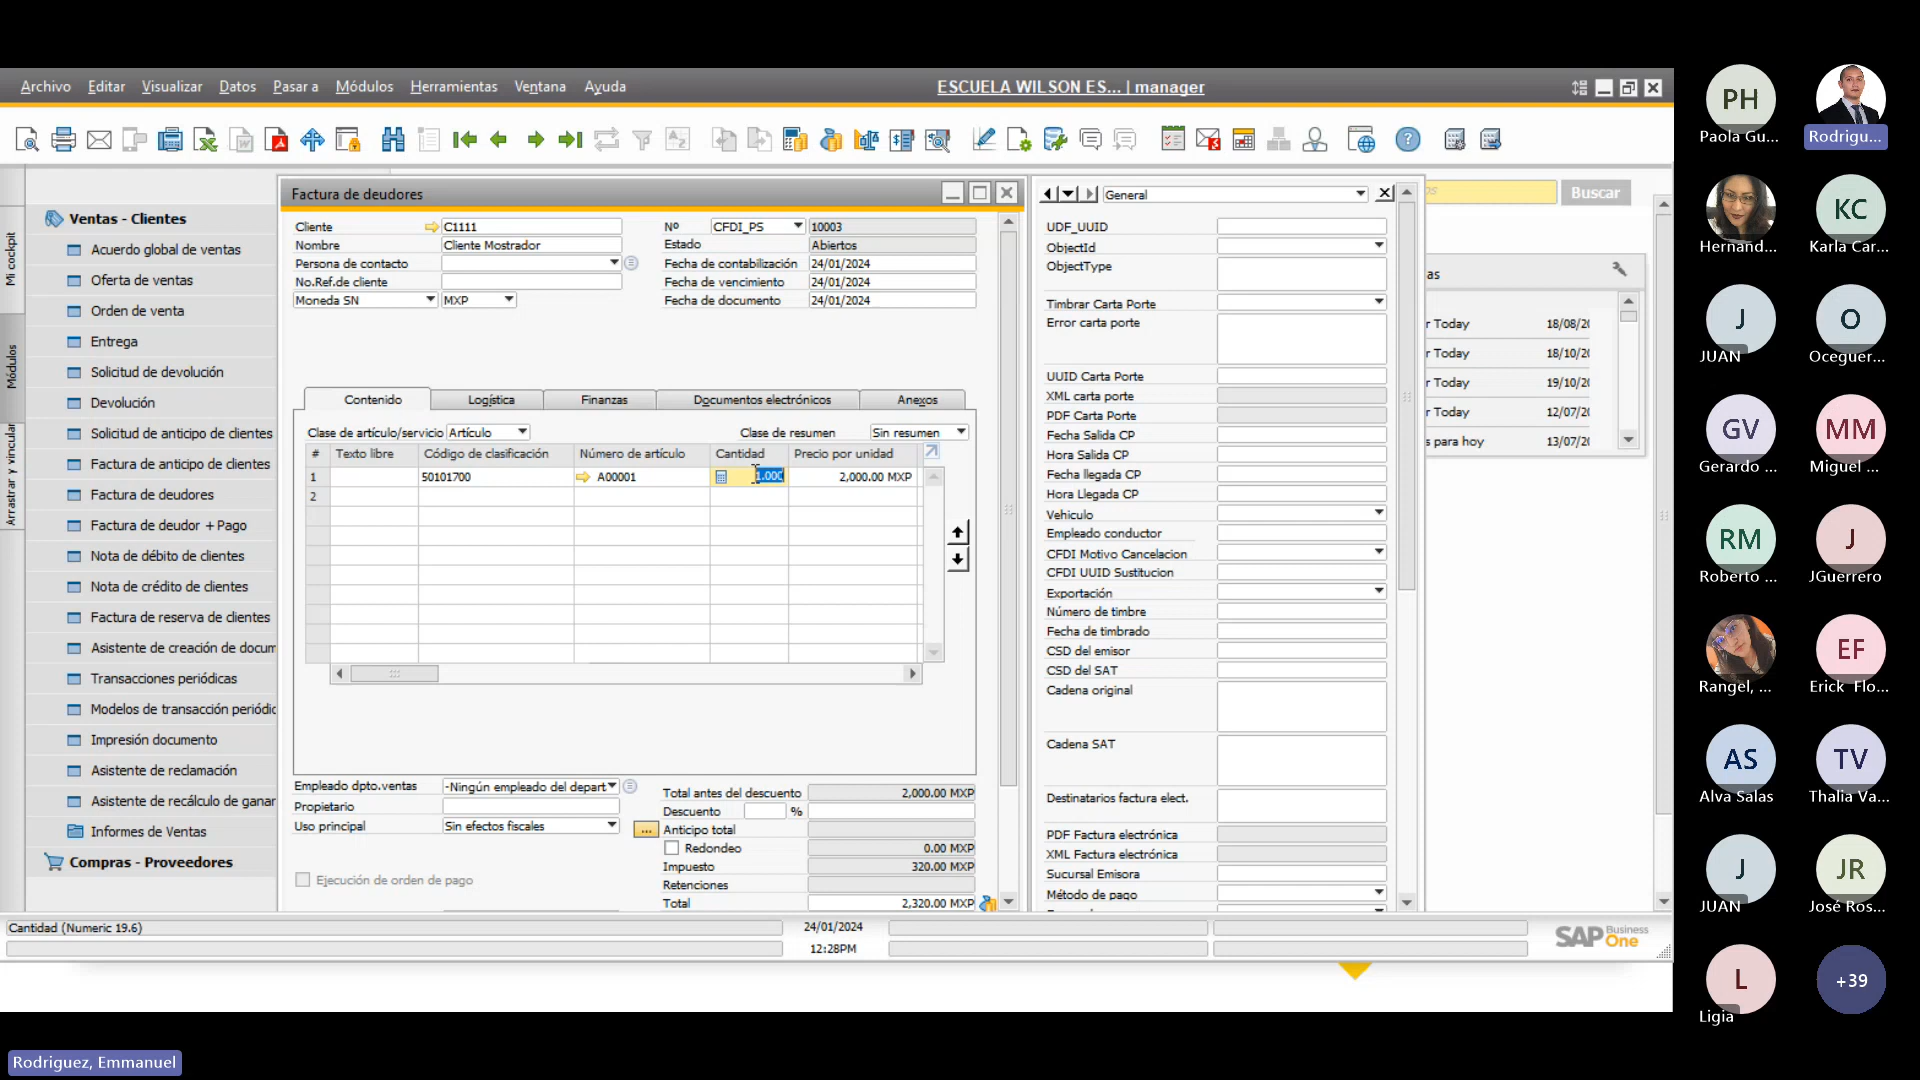 Archivo Editar Visualizar Datos Pasar a Módulos Herramientas Ventana Ayuda
ESCUELA WILSON ES... | manager
Mi cockpit
Módulos
Arrastrar y vincular
Ventas - Clientes
Acuerdo global de ventas
Oferta de ventas
Orden de venta
Entrega
Solicitud de devolución
Devolución
Solicitud de anticipo de clientes
Factura de anticipo de clientes
Factura de deudores
Factura de deudor + Pago
Nota de débito de clientes
Nota de crédito de clientes
Factura de reserva de clientes
Asistente de creación de docum
Transacciones periódicas
Modelos de transacción periódic
Impresión documento
Asistente de reclamación
Asistente de recálculo de ganar
Informes de Ventas
Compras - Proveedores
Factura de deudores
Cliente C1111
Nombre Cliente Mostrador
Persona de contacto
No.Ref.de cliente
Moneda SN MXP
Nº CFDI_PS 10003
Estado Abiertos
Fecha de contabilización 24/01/2024
Fecha de vencimiento 24/01/2024
Fecha de documento 24/01/2024
Contenido Logística Finanzas Documentos electrónicos Anexos
Clase de artículo/servicio Artículo Clase de resumen Sin resumen
# Texto libre Código de clasificación Número de artículo Cantidad Precio por unidad
1 50101700 A00001 1.000 2,000.00 MXP
2
Empleado dpto.ventas -Ningún empleado del depart
Propietario
Uso principal Sin efectos fiscales
Ejecución de orden de pago
Total antes del descuento 2,000.00 MXP
Descuento %
... Anticipo total
Redondeo 0.00 MXP
Impuesto 320.00 MXP
Retenciones
Total 2,320.00 MXP
General
UDF_UUID
ObjectId
ObjectType
Timbrar Carta Porte
Error carta porte
UUID Carta Porte
XML carta porte
PDF Carta Porte
Fecha Salida CP
Hora Salida CP
Fecha llegada CP
Hora Llegada CP
Vehiculo
Empleado conductor
CFDI Motivo Cancelacion
CFDI UUID Sustitucion
Exportación
Número de timbre
Fecha de timbrado
CSD del emisor
CSD del SAT
Cadena original
Cadena SAT
Destinatarios factura elect.
PDF Factura electrónica
XML Factura electrónica
Sucursal Emisora
Método de pago
Buscar
as
r Today 18/08/20
r Today 18/10/20
r Today 19/10/20
r Today 12/07/20
s para hoy 13/07/20
Cantidad (Numeric 19.6)
24/01/2024
12:28PM
SAP Business One
PH
Paola Gu...
Rodrigu...
Hernánd...
KC
Karla Car...
J
JUAN
O
Oceguer...
GV
Gerardo ...
MM
Miguel ...
RM
Roberto ...
J
JGuerrero
Rangel, ...
EF
Erick Flo...
AS
Alva Salas
TV
Thalia Va...
J
JUAN
JR
José Ros...
L
Ligia
+39
Rodriguez, Emmanuel